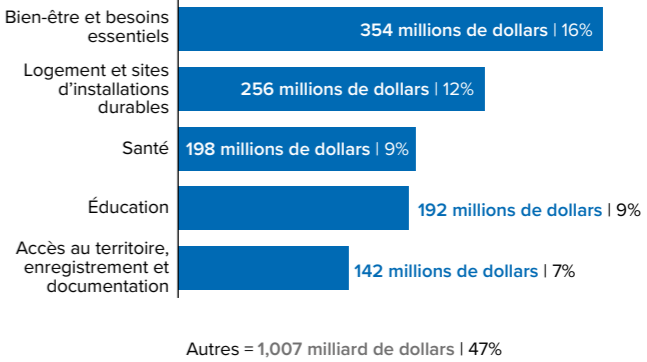 Bien-être et besoins
essentiels
354 millions de dollars | 16%
Logement et sites
d’installations
durables
256 millions de dollars | 12%
Santé
198 millions de dollars | 9%
Éducation
192 millions de dollars | 9%
Accès au territoire,
enregistrement et
documentation
142 millions de dollars | 7%
Autres = 1,007 milliard de dollars | 47%